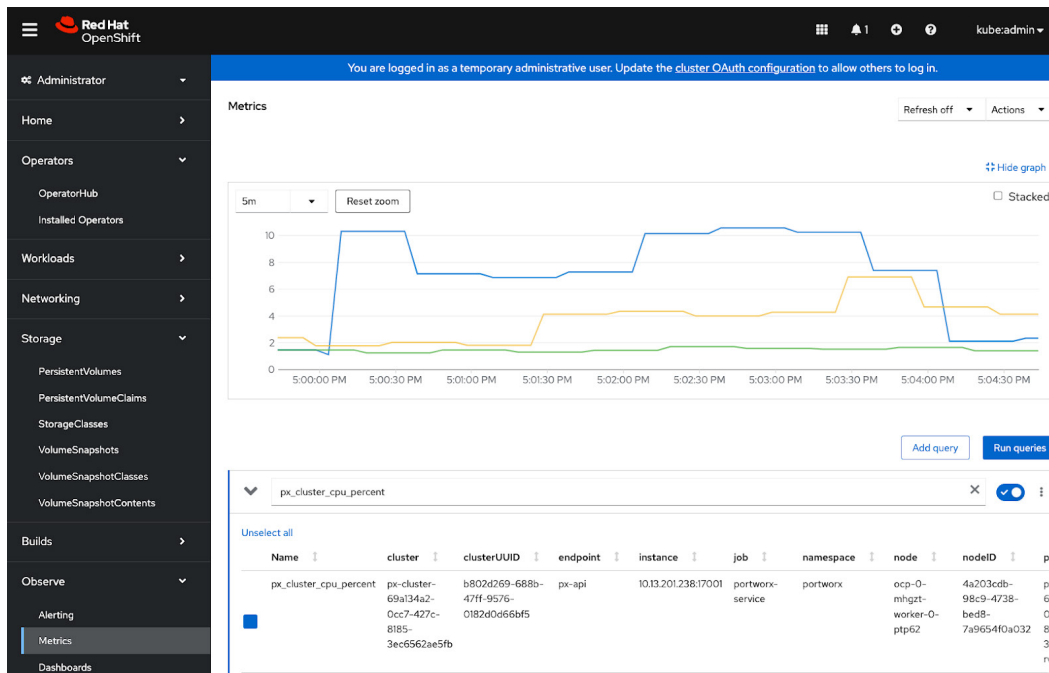 Red Hat
OpenShift
1
kube:admin
Administrator
Home
Operators
OperatorHub
Installed Operators
Workloads
Networking
Storage
PersistentVolumes
PersistentVolumeClaims
StorageClasses
VolumeSnapshots
VolumeSnapshotClasses
VolumeSnapshotContents
Builds
Observe
Alerting
Metrics
Dashboards
You are logged in as a temporary administrative user. Update the cluster OAuth configuration to allow others to log in.
Metrics
Refresh off
Actions
Hide graph
5m
Reset zoom
Stacked
10
8
6
4
2
0
5:00:00 PM 5:00:30 PM 5:01:00 PM 5:01:30 PM 5:02:00 PM 5:02:30 PM 5:03:00 PM 5:03:30 PM 5:04:00 PM 5:04:30 PM
Add query
Run queries
px_cluster_cpu_percent
Unselect all
Name cluster clusterUUID endpoint instance job namespace node nodeID p
px_cluster_cpu_percent px-cluster- b802d269-688b- px-api 10.13.201.238:17001 portworx- portworx ocp-0- 4a203cdb- p
69a134a2- 47ff-9576- service mhgzt- 98c9-4738- 6
0cc7-427c- 0182d0d66bf5 worker-0- bed8- 0
8185- ptp62 7a9654f0a032 8
3ec6562ae5fb 3